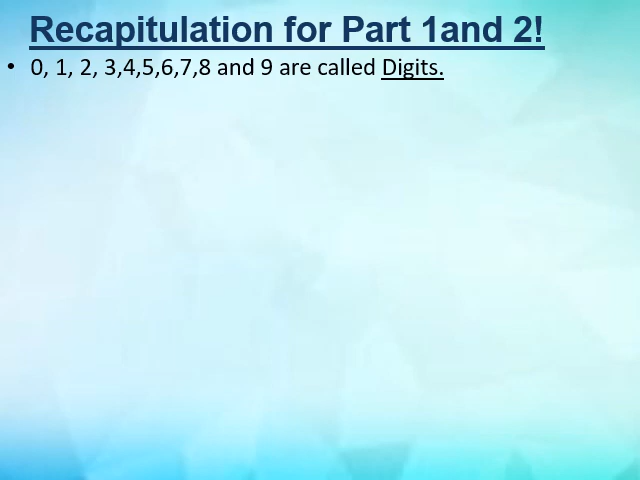 Recapitulation for Part 1and 2!
• 0, 1, 2, 3,4,5,6,7,8 and 9 are called Digits.